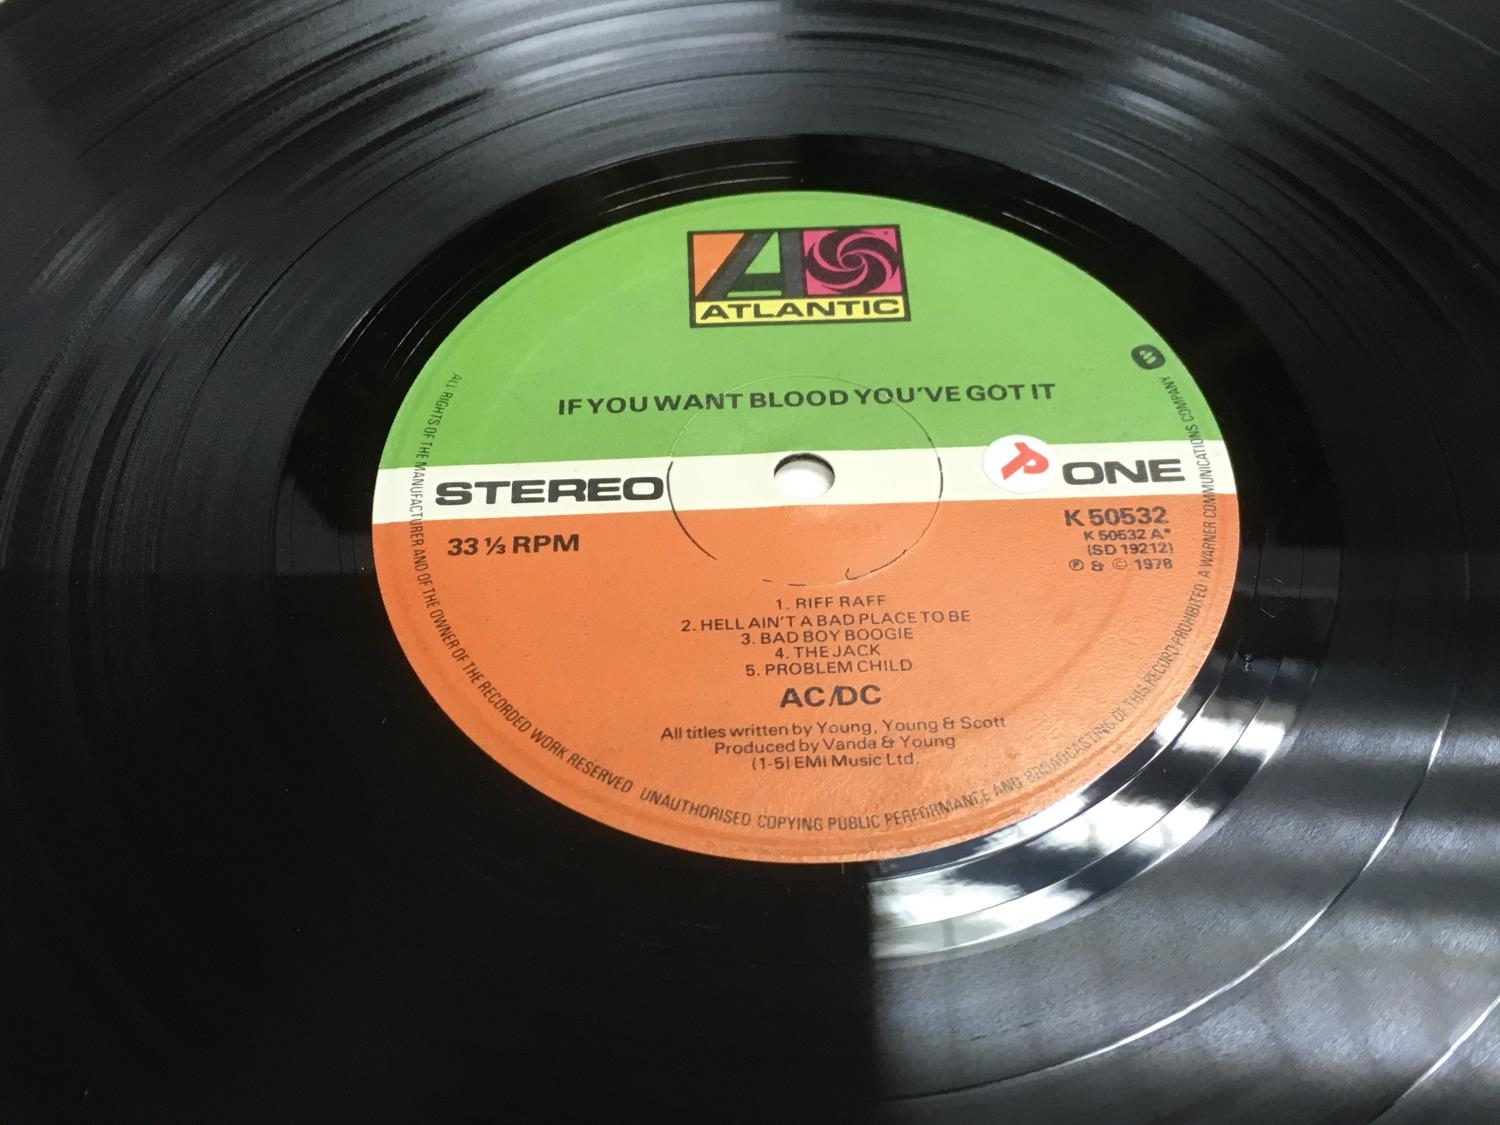 ATLANTIC
IF YOU WANT BLOOD YOU'VE GOT IT
STEREO
ONE
33 ⅓ RPM
K 50532
K 50532 A*
(SD 19212)
Ⓟ & © 1978
1. RIFF RAFF
2. HELL AIN'T A BAD PLACE TO BE
3. BAD BOY BOOGIE
4. THE JACK
5. PROBLEM CHILD
AC/DC
All titles written by Young, Young & Scott
Produced by Vanda & Young
(1-5) EMI Music Ltd.
ALL RIGHTS OF THE MANUFACTURER AND OF THE OWNER OF THE RECORDED WORK RESERVED UNAUTHORISED COPYING PUBLIC PERFORMANCE AND BROADCASTING OF THIS RECORD PROHIBITED A WARNER COMMUNICATIONS COMPANY